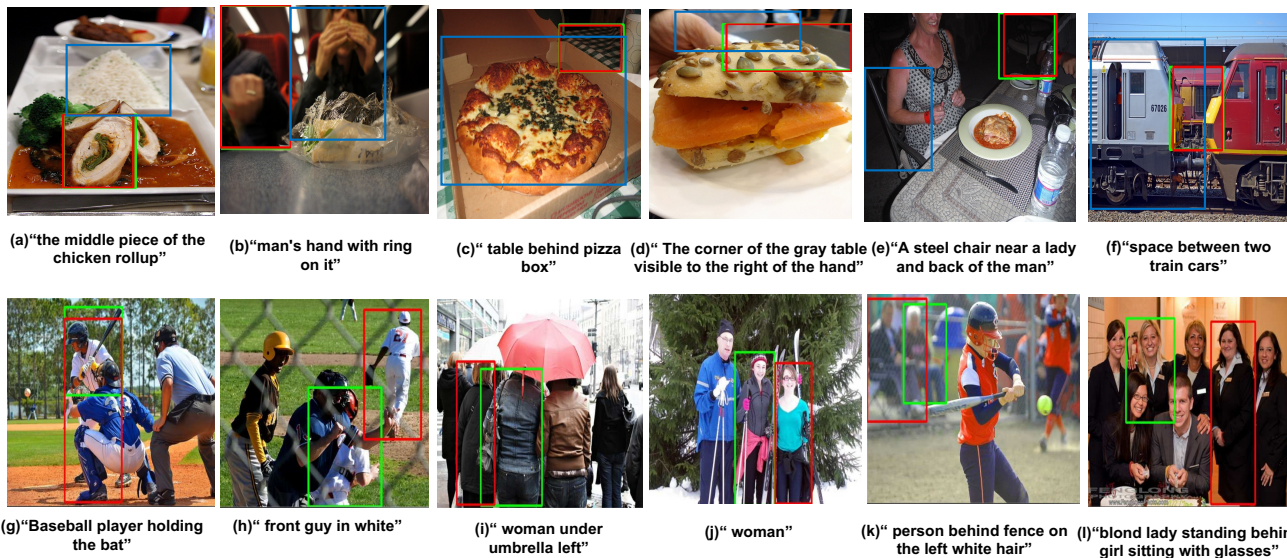 67026
(a)“the middle piece of the
chicken rollup”
(b)“man's hand with ring
on it”
(c)“ table behind pizza
box”
(d)“ The corner of the gray table
visible to the right of the hand”
(e)“A steel chair near a lady
and back of the man”
(f)“space between two
train cars”
2
(g)“Baseball player holding
the bat”
(h)“ front guy in white”
(i)“ woman under
umbrella left”
(j)“ woman”
(k)“ person behind fence on
the left white hair”
(l)“blond lady standing behin
girl sitting with glasses”